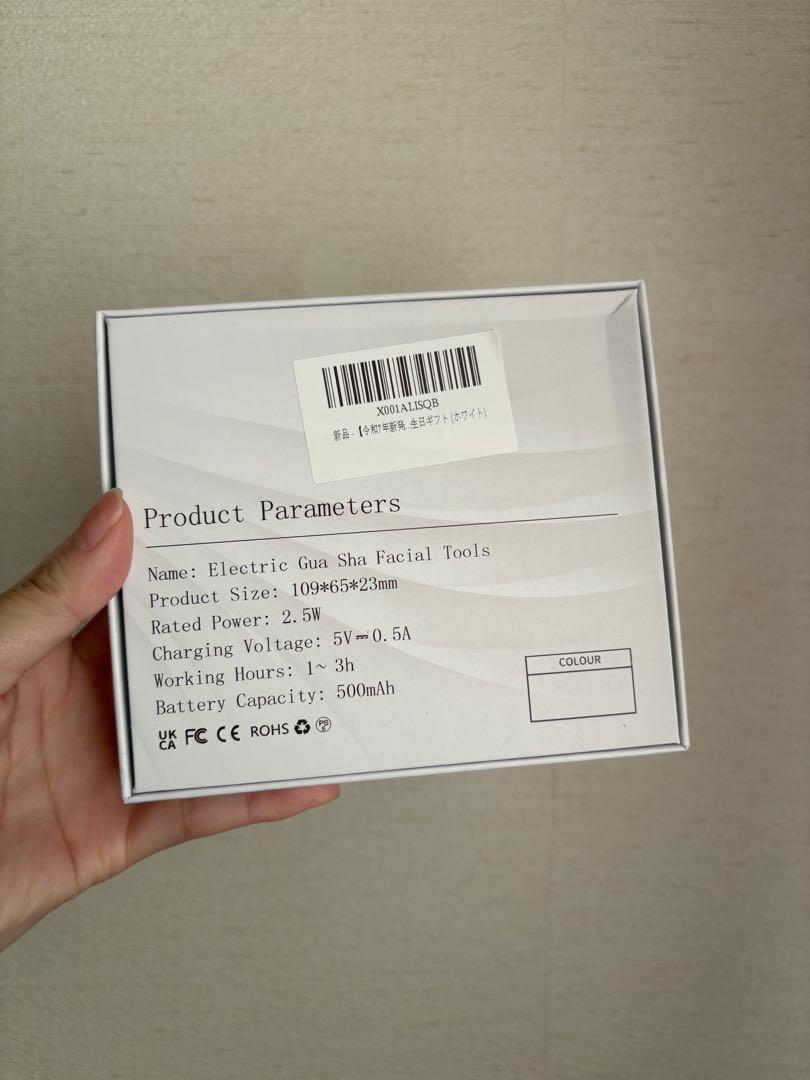 X001ALISQB
新品 - 【令和7年新発...生日ギフト (ホワイト)
Product Parameters
Name: Electric Gua Sha Facial Tools
Product Size: 109*65*23mm
Rated Power: 2.5W
Charging Voltage: 5V⎓0.5A
Working Hours: 1~ 3h
Battery Capacity: 500mAh
UK
CA FC CE ROHS PS
E
COLOUR